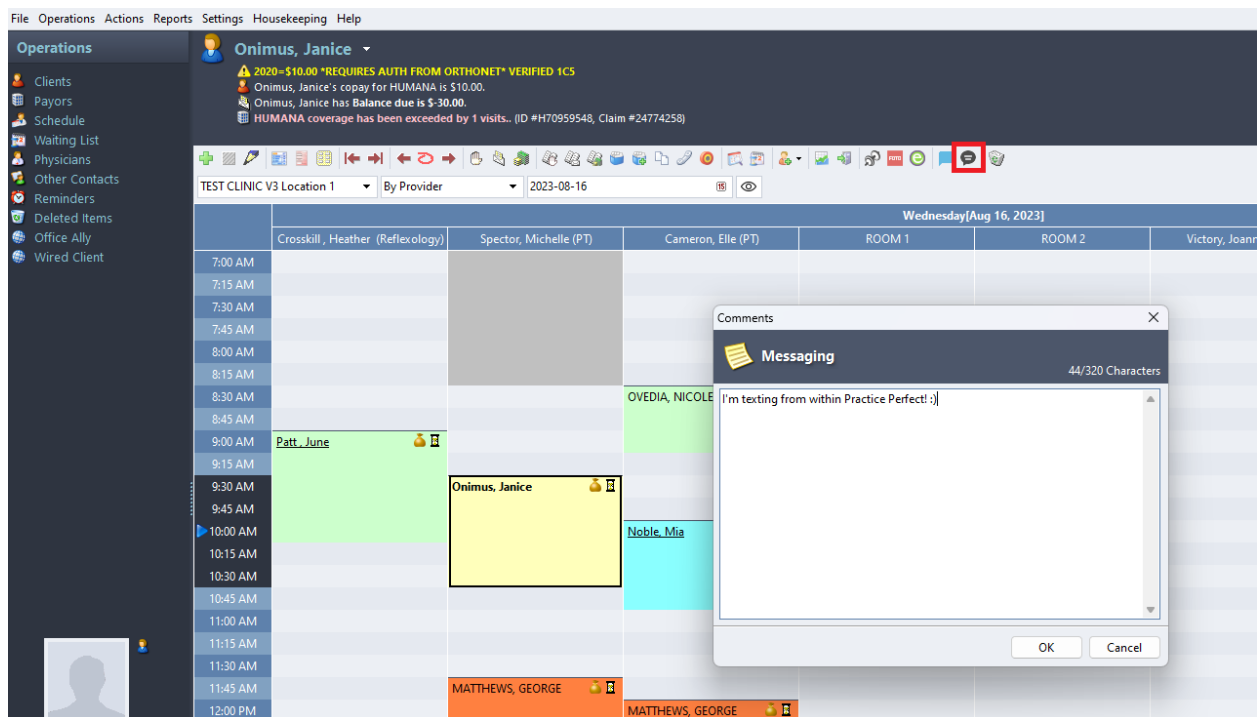 File Operations Actions Reports Settings Housekeeping Help
Operations
Clients
Payors
Schedule
Waiting List
Physicians
Other Contacts
Reminders
Deleted Items
Office Ally
Wired Client
Onimus, Janice
2020=$10.00 *REQUIRES AUTH FROM ORTHONET* VERIFIED 1C5
Onimus, Janice's copay for HUMANA is $10.00.
Onimus, Janice has Balance due is $-30.00.
HUMANA coverage has been exceeded by 1 visits.. (ID #H70959548, Claim #24774258)
TEST CLINIC V3 Location 1 By Provider 2023-08-16
Wednesday[Aug 16, 2023]
Crosskill , Heather (Reflexology) Spector, Michelle (PT) Cameron, Elle (PT) ROOM 1 ROOM 2 Victory, Joann
7:00 AM
7:15 AM
7:30 AM
7:45 AM
8:00 AM
8:15 AM
8:30 AM OVEDIA, NICOLE
8:45 AM
9:00 AM Patt , June
9:15 AM
9:30 AM Onimus, Janice
9:45 AM
10:00 AM Noble, Mia
10:15 AM
10:30 AM
10:45 AM
11:00 AM
11:15 AM
11:30 AM
11:45 AM MATTHEWS, GEORGE
12:00 PM MATTHEWS, GEORGE
Comments
Messaging
44/320 Characters
I'm texting from within Practice Perfect! :)
OK Cancel